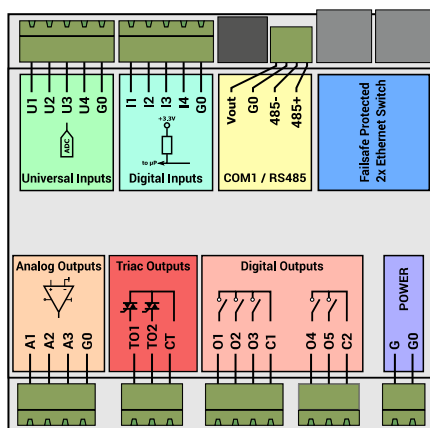 U1 U2 U3 U4 G0
ADC
Universal Inputs
I1 I2 I3 I4 G0
+3,3V
to µP
Digital Inputs
Vout G0 485- 485+
COM1 / RS485
Failsafe Protected
2x Ethernet Switch
Analog Outputs
A1 A2 A3 G0
Triac Outputs
TO1 TO2 CT
Digital Outputs
O1 O2 O3 C1 O4 O5 C2
POWER
G G0